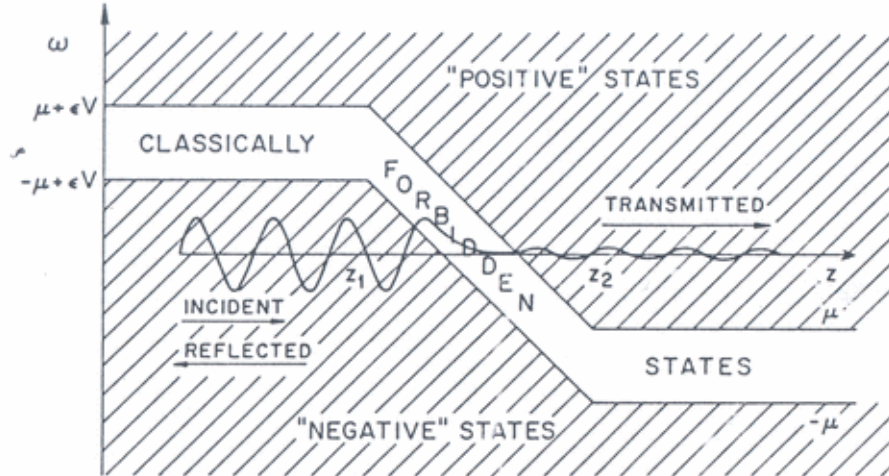 ω
"POSITIVE" STATES
μ + ϵV
CLASSICALLY
-μ + ϵV
FORBIDDEN
TRANSMITTED
z₁
z₂
z
INCIDENT
μ
REFLECTED
STATES
"NEGATIVE" STATES
-μ